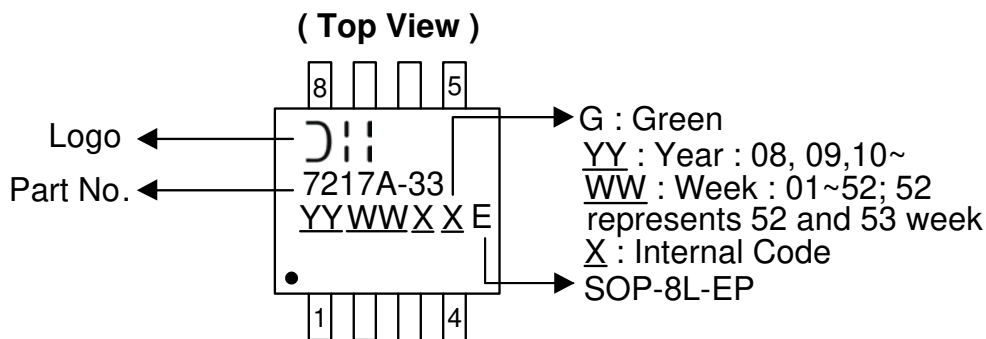 ( Top View )
8 5
Logo
7217A-33
Part No.
YYWWX X E
G : Green
YY : Year : 08, 09,10~
WW : Week : 01~52; 52
represents 52 and 53 week
X : Internal Code
SOP-8L-EP
1 4